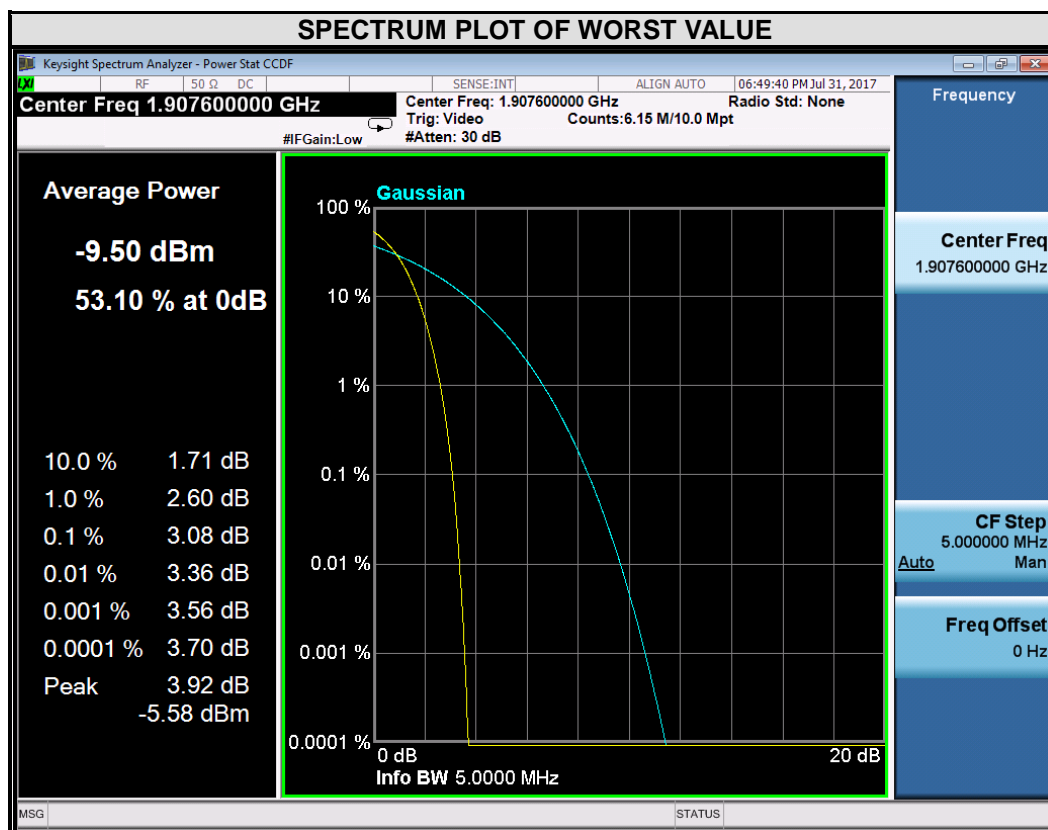 SPECTRUM PLOT OF WORST VALUE
Keysight Spectrum Analyzer - Power Stat CCDF
LXI RF 50 Ω DC SENSE:INT ALIGN AUTO 06:49:40 PM Jul 31, 2017
Center Freq 1.907600000 GHz
Center Freq: 1.907600000 GHz Radio Std: None
Trig: Video Counts:6.15 M/10.0 Mpt
#IFGain:Low #Atten: 30 dB
Frequency
Average Power
-9.50 dBm
53.10 % at 0dB
10.0 % 1.71 dB
1.0 % 2.60 dB
0.1 % 3.08 dB
0.01 % 3.36 dB
0.001 % 3.56 dB
0.0001 % 3.70 dB
Peak 3.92 dB
-5.58 dBm
Gaussian
100 %
10 %
1 %
0.1 %
0.01 %
0.001 %
0.0001 %
0 dB 20 dB
Info BW 5.0000 MHz
Center Freq
1.907600000 GHz
CF Step
5.000000 MHz
Auto Man
Freq Offset
0 Hz
MSG STATUS